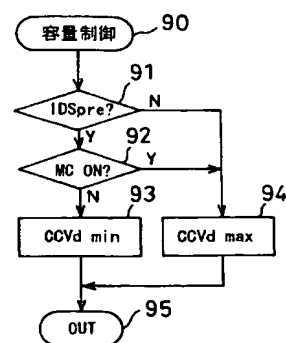 容量制御
90
91
IDSpre?
N
Y
92
MC ON?
Y
N
93
94
CCVd min
CCVd max
OUT
95